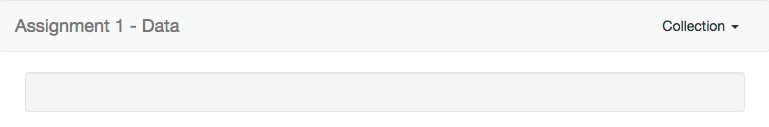 Assignment 1 - Data
Collection